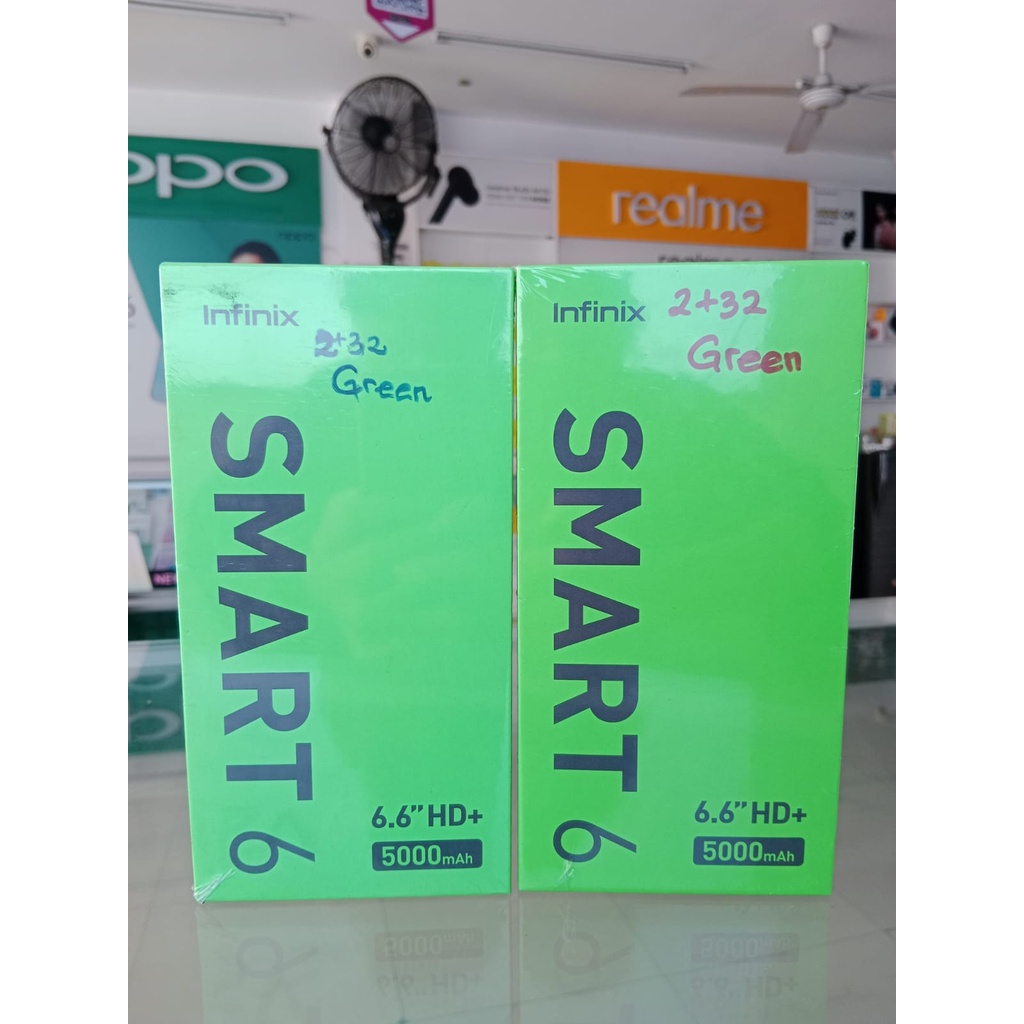 oppo
oppo
realme
Infinix
2+32
Green
SMART 6
6.6” HD+
5000mAh
Infinix
2+32
Green
SMART 6
6.6” HD+
5000mAh